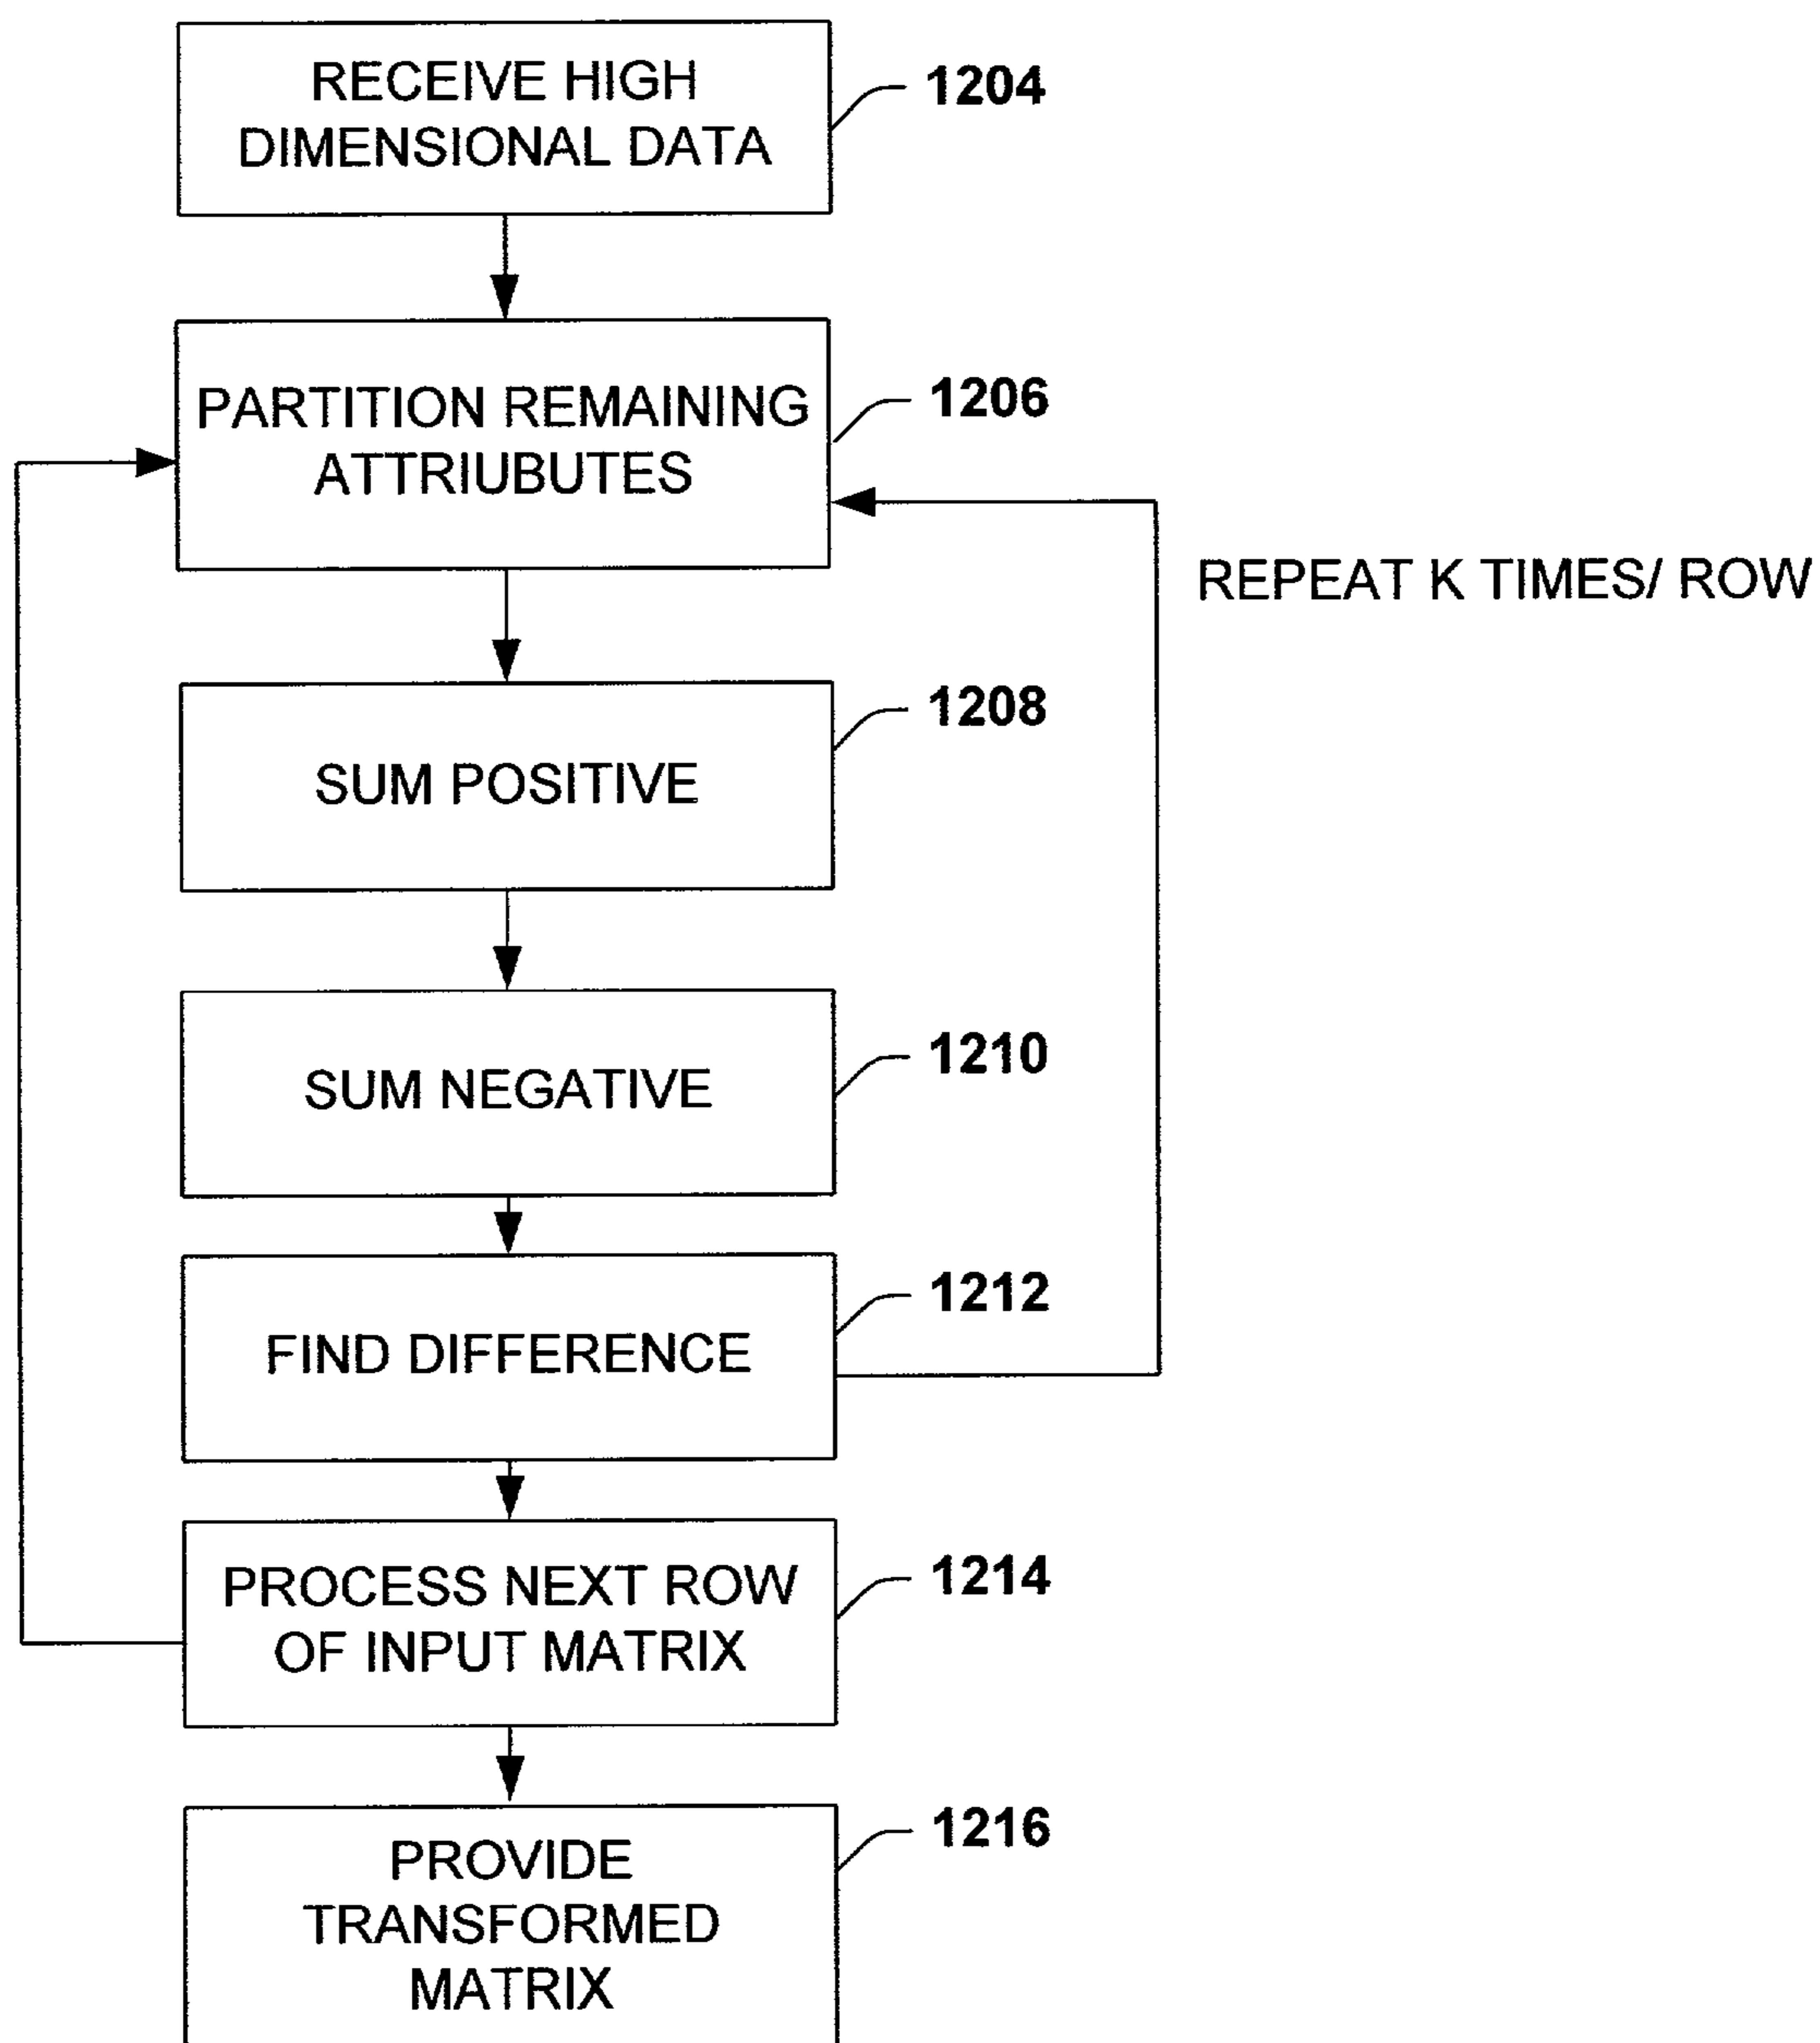 RECEIVE HIGH
DIMENSIONAL DATA
1204
PARTITION REMAINING
ATTRIUBUTES
1206
REPEAT K TIMES/ ROW
SUM POSITIVE
1208
SUM NEGATIVE
1210
FIND DIFFERENCE
1212
PROCESS NEXT ROW
OF INPUT MATRIX
1214
PROVIDE
TRANSFORMED
MATRIX
1216